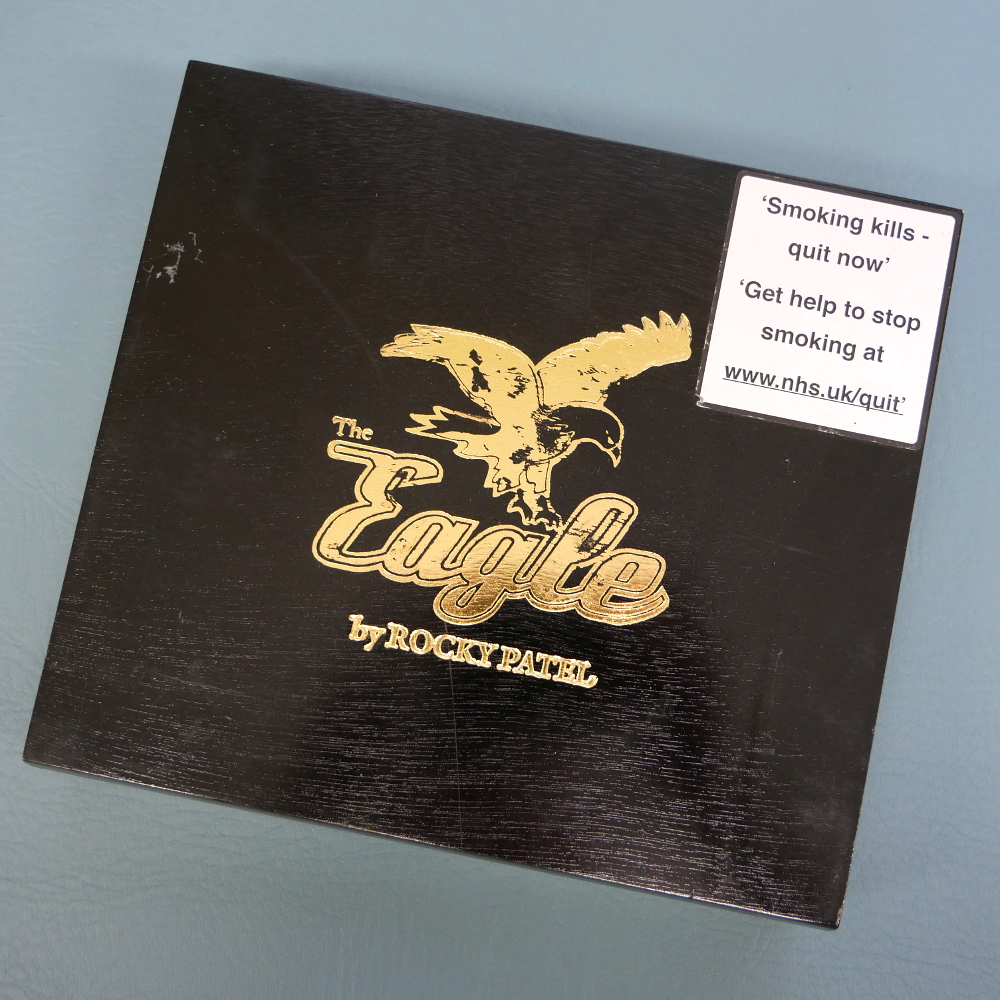 'Smoking kills -
quit now'
'Get help to stop
smoking at
www.nhs.uk/quit'
The
Eagle
by ROCKY PATEL